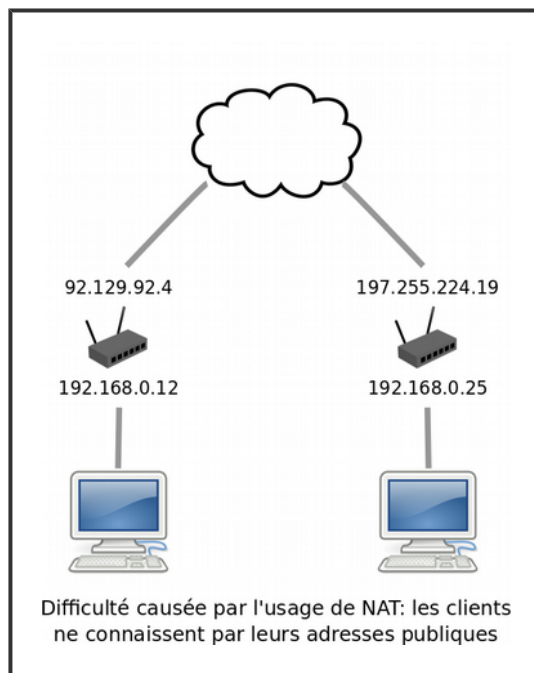 92.129.92.4
197.255.224.19
192.168.0.12
192.168.0.25
Difficulté causée par l'usage de NAT: les clients
ne connaissent par leurs adresses publiques